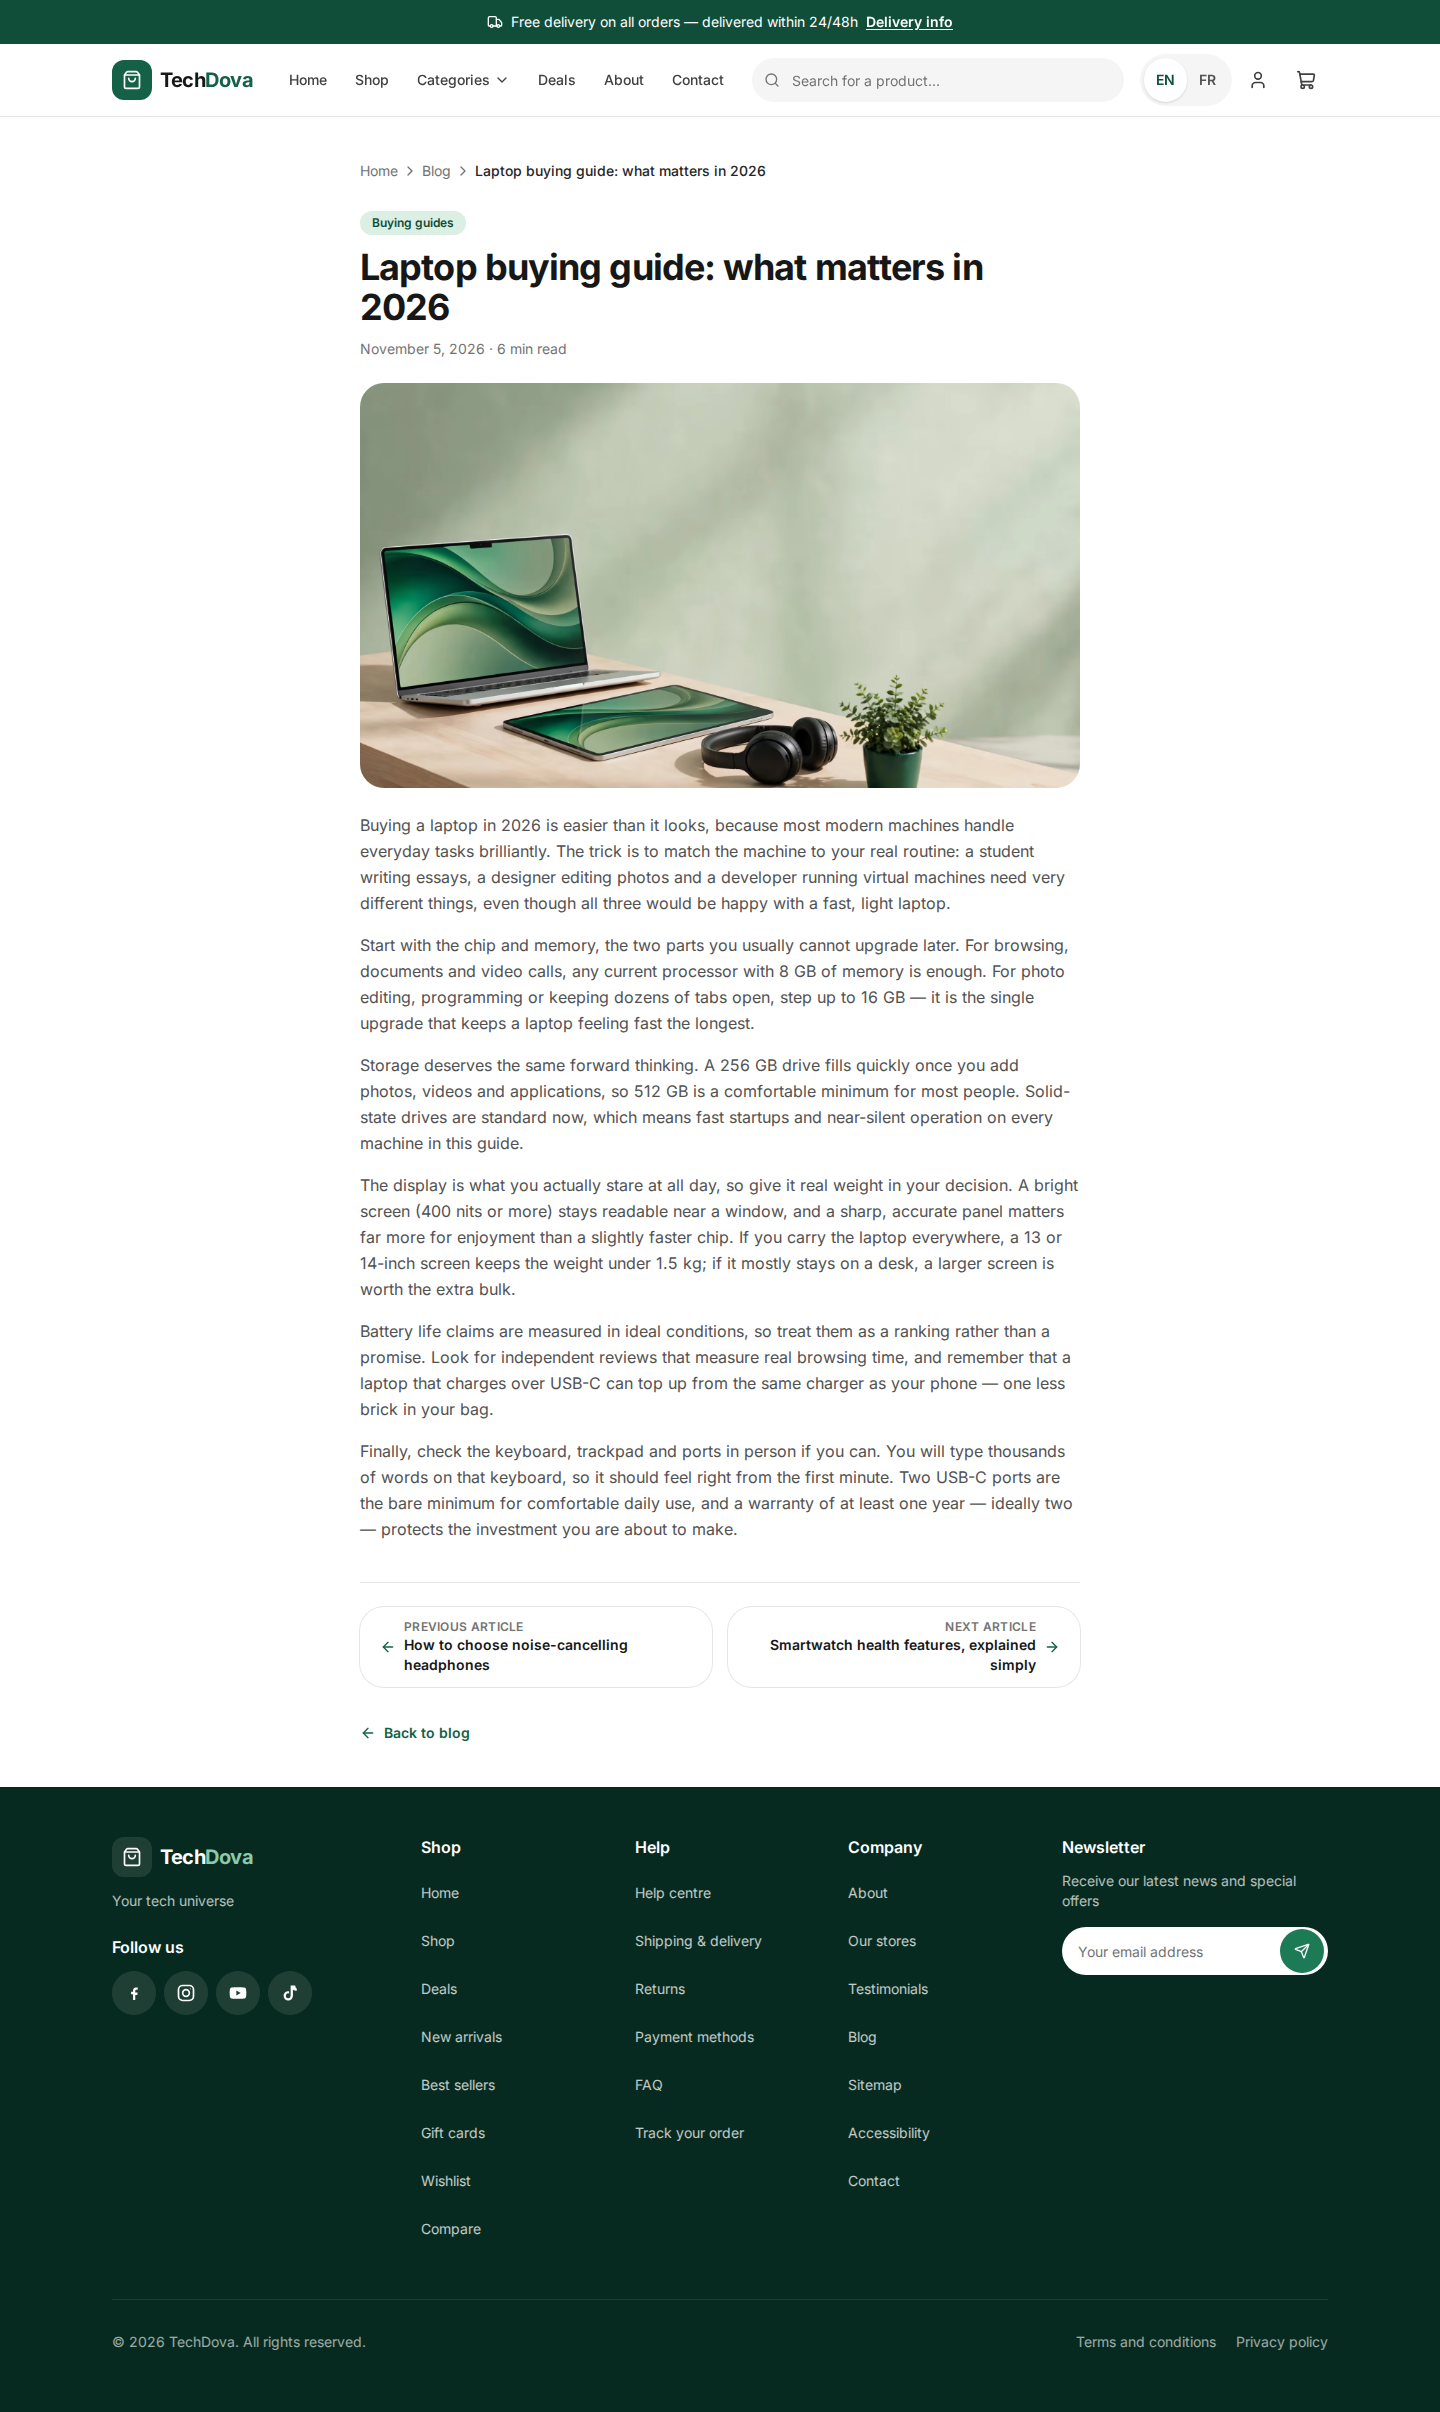 Free delivery on all orders — delivered within 24/48h Delivery info
TechDova
Home
Shop
Categories
Deals
About
Contact
Search for a product...
EN
FR
Home
Blog
Laptop buying guide: what matters in 2026
Buying guides
Laptop buying guide: what matters in
2026
November 5, 2026 · 6 min read
Buying a laptop in 2026 is easier than it looks, because most modern machines handle
everyday tasks brilliantly. The trick is to match the machine to your real routine: a student
writing essays, a designer editing photos and a developer running virtual machines need very
different things, even though all three would be happy with a fast, light laptop.
Start with the chip and memory, the two parts you usually cannot upgrade later. For browsing,
documents and video calls, any current processor with 8 GB of memory is enough. For photo
editing, programming or keeping dozens of tabs open, step up to 16 GB — it is the single
upgrade that keeps a laptop feeling fast the longest.
Storage deserves the same forward thinking. A 256 GB drive fills quickly once you add
photos, videos and applications, so 512 GB is a comfortable minimum for most people. Solid-
state drives are standard now, which means fast startups and near-silent operation on every
machine in this guide.
The display is what you actually stare at all day, so give it real weight in your decision. A bright
screen (400 nits or more) stays readable near a window, and a sharp, accurate panel matters
far more for enjoyment than a slightly faster chip. If you carry the laptop everywhere, a 13 or
14-inch screen keeps the weight under 1.5 kg; if it mostly stays on a desk, a larger screen is
worth the extra bulk.
Battery life claims are measured in ideal conditions, so treat them as a ranking rather than a
promise. Look for independent reviews that measure real browsing time, and remember that a
laptop that charges over USB-C can top up from the same charger as your phone — one less
brick in your bag.
Finally, check the keyboard, trackpad and ports in person if you can. You will type thousands
of words on that keyboard, so it should feel right from the first minute. Two USB-C ports are
the bare minimum for comfortable daily use, and a warranty of at least one year — ideally two
— protects the investment you are about to make.
PREVIOUS ARTICLE
How to choose noise-cancelling
headphones
NEXT ARTICLE
Smartwatch health features, explained
simply
Back to blog
TechDova
Your tech universe
Follow us
Shop
Home
Shop
Deals
New arrivals
Best sellers
Gift cards
Wishlist
Compare
Help
Help centre
Shipping & delivery
Returns
Payment methods
FAQ
Track your order
Company
About
Our stores
Testimonials
Blog
Sitemap
Accessibility
Contact
Newsletter
Receive our latest news and special
offers
Your email address
© 2026 TechDova. All rights reserved.
Terms and conditions
Privacy policy